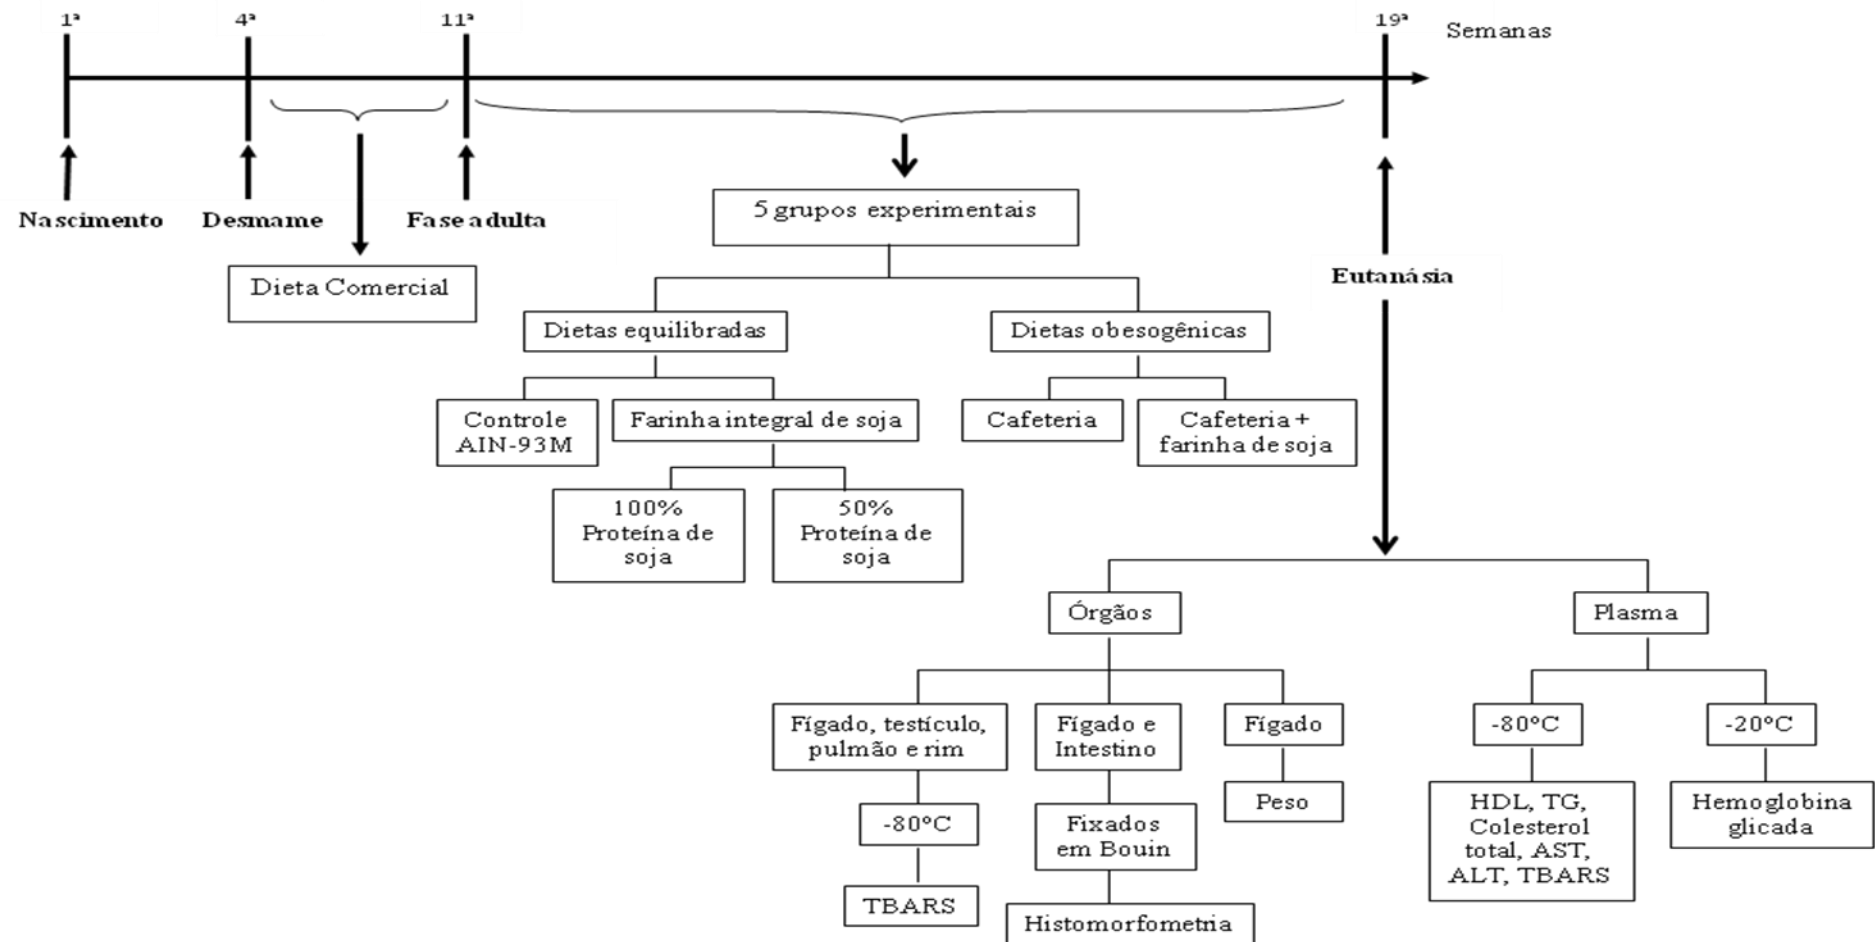 1ª
4ª
11ª
19ª
Semanas
Nascimento
Desmame
Fase adulta
Eutanásia
Dieta Comercial
5 grupos experimentais
Dietas equilibradas
Dietas obesogênicas
Controle
AIN-93M
Farinha integral de soja
Cafeteria
Cafeteria +
farinha de soja
100%
Proteína de
soja
50%
Proteína de
soja
Órgãos
Plasma
Fígado, testículo,
pulmão e rim
Fígado e
Intestino
Fígado
-80°C
-20°C
-80°C
Fixados
em Bouin
Peso
HDL, TG,
Colesterol
total, AST,
ALT, TBARS
Hemoglobina
glicada
TBARS
Histomorfometria